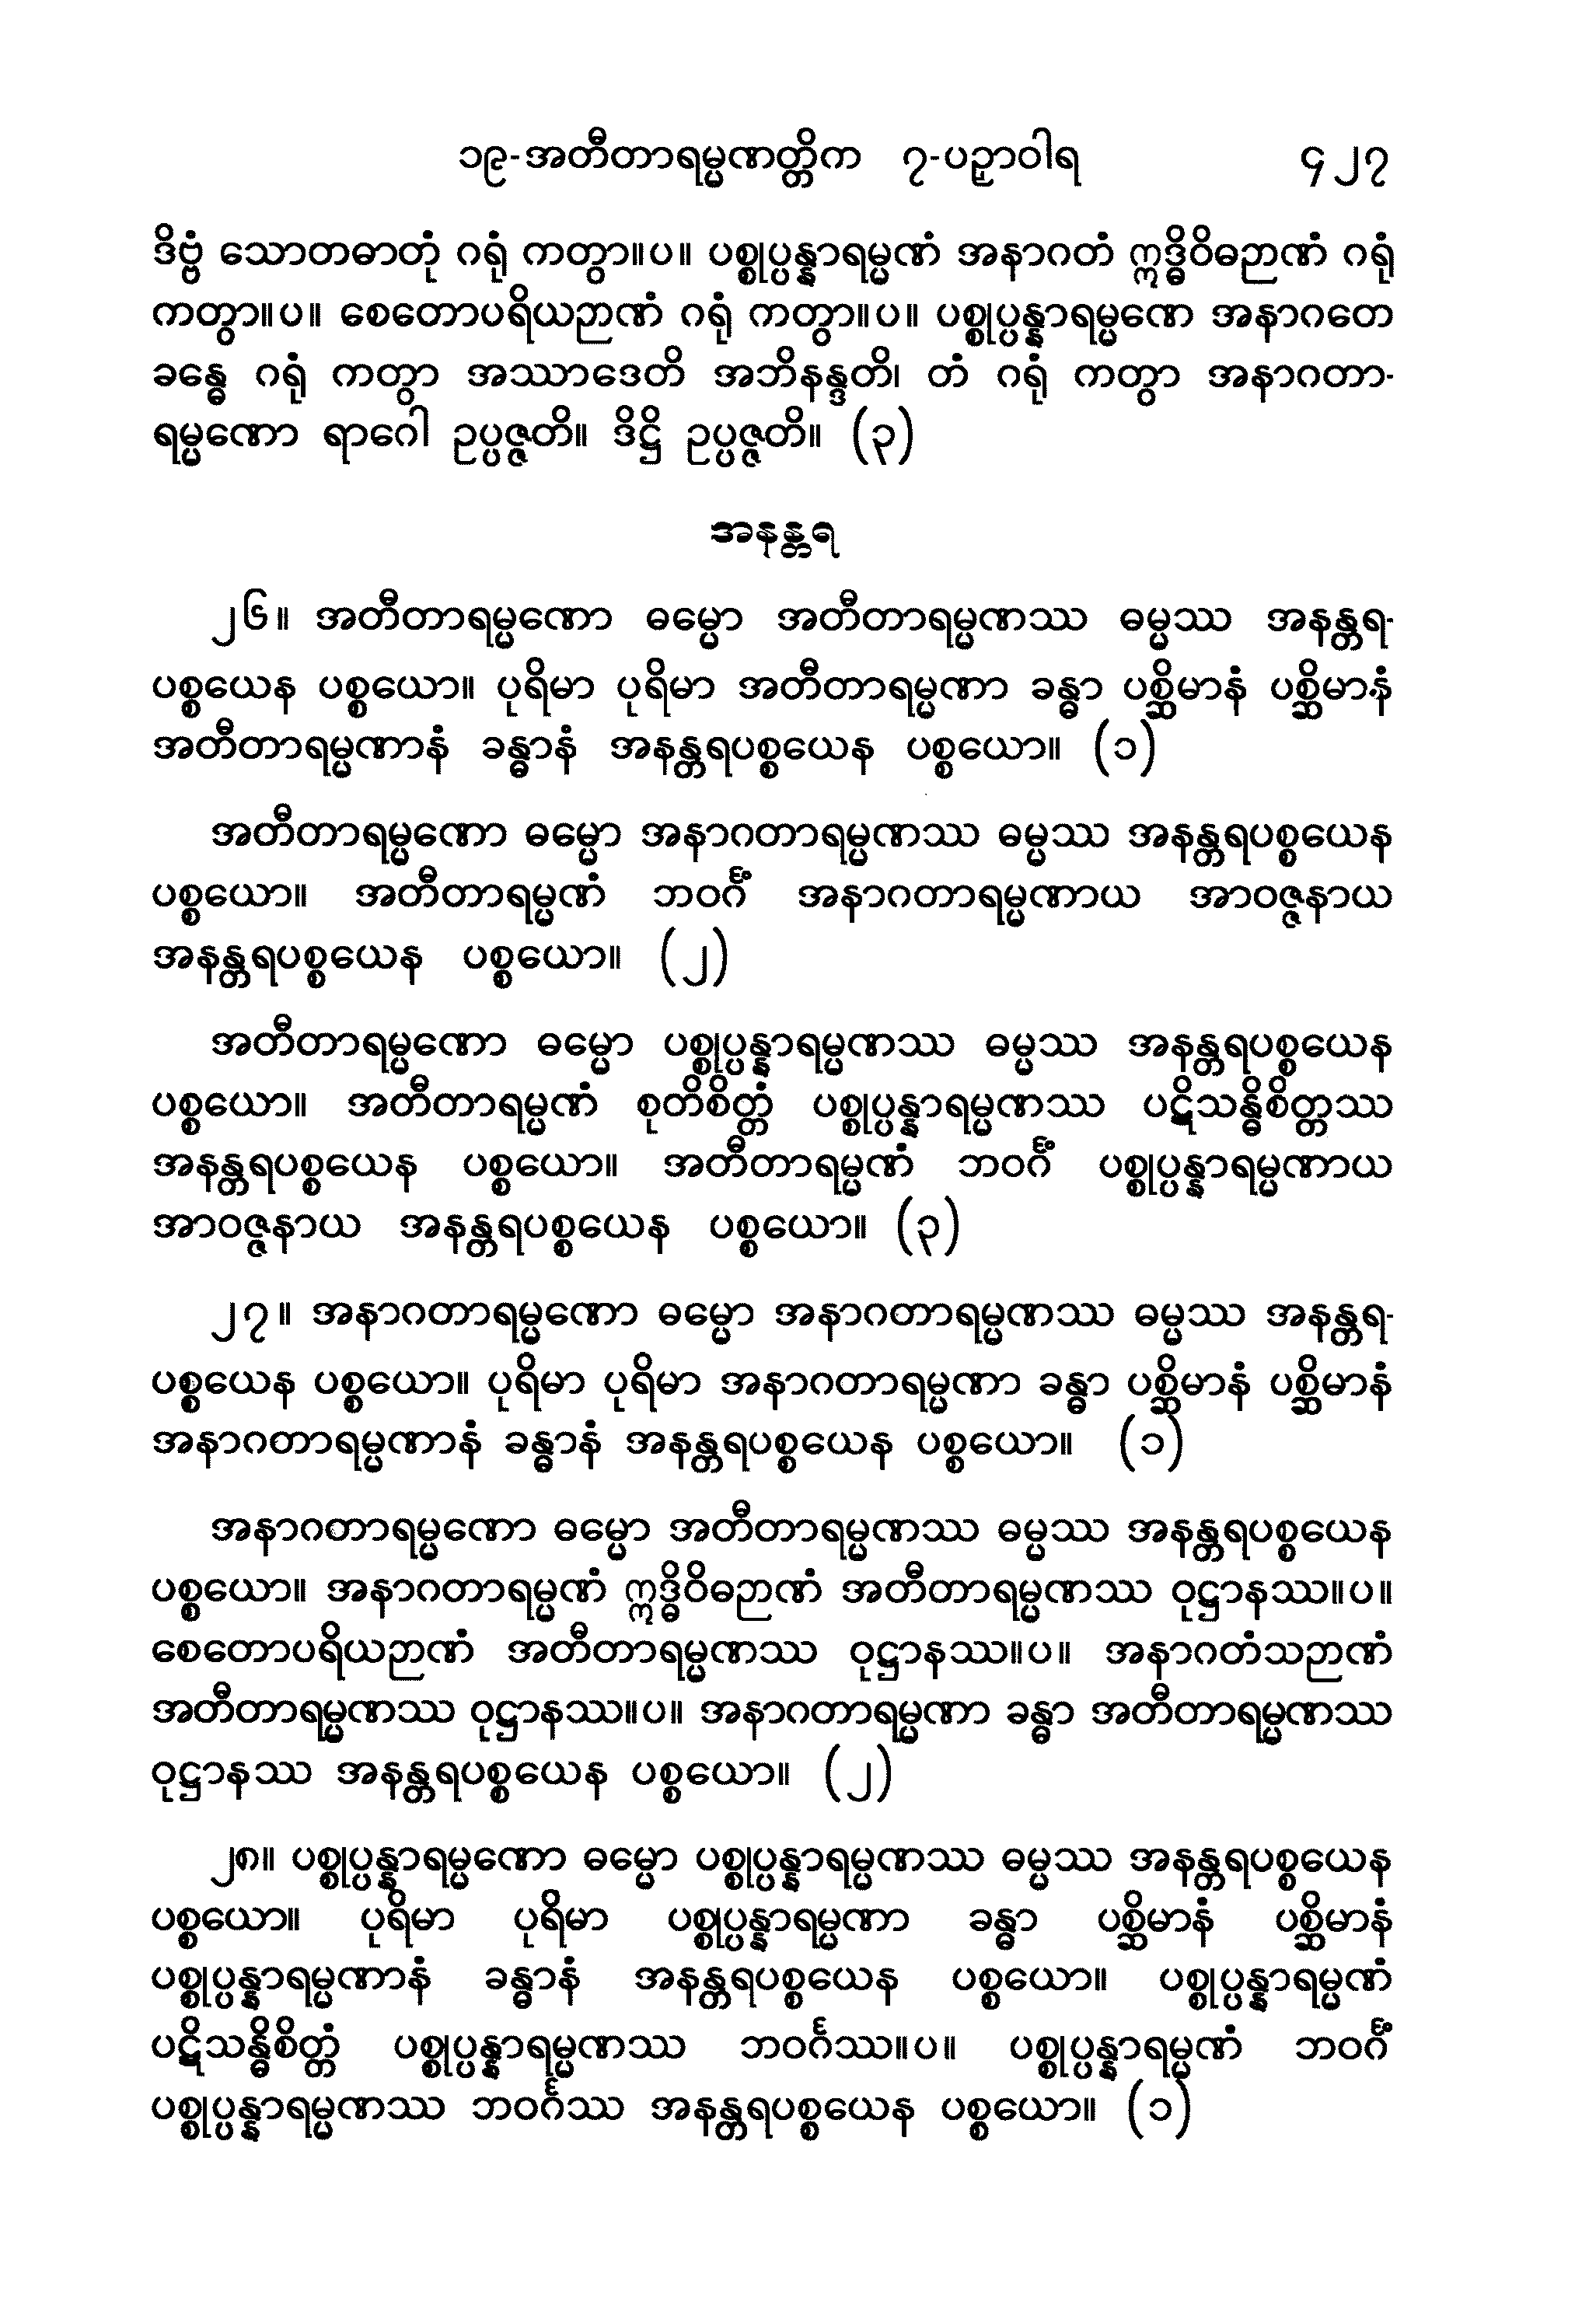 ၁၉-အတီတာရမ္မဏတ္တိက ၇-ပဉှာဝါရ ၄၂၇
ဒိဗ္ဗံ သောတဓာတုံ ဂရုံ ကတွာ။ပ။ ပစ္စုပ္ပန္နာရမ္မဏံ အနာဂတံ ဣဒ္ဓိဝိဓဉာဏံ ဂရုံ
ကတွာ။ပ။ စေတောပရိယဉာဏံ ဂရုံ ကတွာ။ပ။ ပစ္စုပ္ပန္နာရမ္မဏေ အနာဂတေ
ခန္ဓေ ဂရုံ ကတွာ အဿာဒေတိ အဘိနန္ဒတိ၊ တံ ဂရုံ ကတွာ အနာဂတာ-
ရမ္မဏော ရာဂေါ ဥပ္ပဇ္ဇတိ။ ဒိဋ္ဌိ ဥပ္ပဇ္ဇတိ။ (၃)
အနန္တရ
၂၆။ အတီတာရမ္မဏော ဓမ္မော အတီတာရမ္မဏဿ ဓမ္မဿ အနန္တရ-
ပစ္စယေန ပစ္စယော။ ပုရိမာ ပုရိမာ အတီတာရမ္မဏာ ခန္ဓာ ပစ္ဆိမာနံ ပစ္ဆိမာနံ
အတီတာရမ္မဏာနံ ခန္ဓာနံ အနန္တရပစ္စယေန ပစ္စယော။ (၁)
အတီတာရမ္မဏော ဓမ္မော အနာဂတာရမ္မဏဿ ဓမ္မဿ အနန္တရပစ္စယေန
ပစ္စယော။ အတီတာရမ္မဏံ ဘဝင်္ဂံ အနာဂတာရမ္မဏာယ အာဝဇ္ဇနာယ
အနန္တရပစ္စယေန ပစ္စယော။ (၂)
အတီတာရမ္မဏော ဓမ္မော ပစ္စုပ္ပန္နာရမ္မဏဿ ဓမ္မဿ အနန္တရပစ္စယေန
ပစ္စယော။ အတီတာရမ္မဏံ စုတိစိတ္တံ ပစ္စုပ္ပန္နာရမ္မဏဿ ပဋိသန္ဓိစိတ္တဿ
အနန္တရပစ္စယေန ပစ္စယော။ အတီတာရမ္မဏံ ဘဝင်္ဂံ ပစ္စုပ္ပန္နာရမ္မဏာယ
အာဝဇ္ဇနာယ အနန္တရပစ္စယေန ပစ္စယော။ (၃)
၂၇။ အနာဂတာရမ္မဏော ဓမ္မော အနာဂတာရမ္မဏဿ ဓမ္မဿ အနန္တရ-
ပစ္စယေန ပစ္စယော။ ပုရိမာ ပုရိမာ အနာဂတာရမ္မဏာ ခန္ဓာ ပစ္ဆိမာနံ ပစ္ဆိမာနံ
အနာဂတာရမ္မဏာနံ ခန္ဓာနံ အနန္တရပစ္စယေန ပစ္စယော။ (၁)
အနာဂတာရမ္မဏော ဓမ္မော အတီတာရမ္မဏဿ ဓမ္မဿ အနန္တရပစ္စယေန
ပစ္စယော။ အနာဂတာရမ္မဏံ ဣဒ္ဓိဝိဓဉာဏံ အတီတာရမ္မဏဿ ဝုဋ္ဌာနဿ။ပ။
စေတောပရိယဉာဏံ အတီတာရမ္မဏဿ ဝုဋ္ဌာနဿ။ပ။ အနာဂတံသဉာဏံ
အတီတာရမ္မဏဿ ဝုဋ္ဌာနဿ။ပ။ အနာဂတာရမ္မဏာ ခန္ဓာ အတီတာရမ္မဏဿ
ဝုဋ္ဌာနဿ အနန္တရပစ္စယေန ပစ္စယော။ (၂)
၂၈။ ပစ္စုပ္ပန္နာရမ္မဏော ဓမ္မော ပစ္စုပ္ပန္နာရမ္မဏဿ ဓမ္မဿ အနန္တရပစ္စယေန
ပစ္စယော။ ပုရိမာ ပုရိမာ ပစ္စုပ္ပန္နာရမ္မဏာ ခန္ဓာ ပစ္ဆိမာနံ ပစ္ဆိမာနံ
ပစ္စုပ္ပန္နာရမ္မဏာနံ ခန္ဓာနံ အနန္တရပစ္စယေန ပစ္စယော။ ပစ္စုပ္ပန္နာရမ္မဏံ
ပဋိသန္ဓိစိတ္တံ ပစ္စုပ္ပန္နာရမ္မဏဿ ဘဝင်္ဂဿ။ပ။ ပစ္စုပ္ပန္နာရမ္မဏံ ဘဝင်္ဂံ
ပစ္စုပ္ပန္နာရမ္မဏဿ ဘဝင်္ဂဿ အနန္တရပစ္စယေန ပစ္စယော။ (၁)